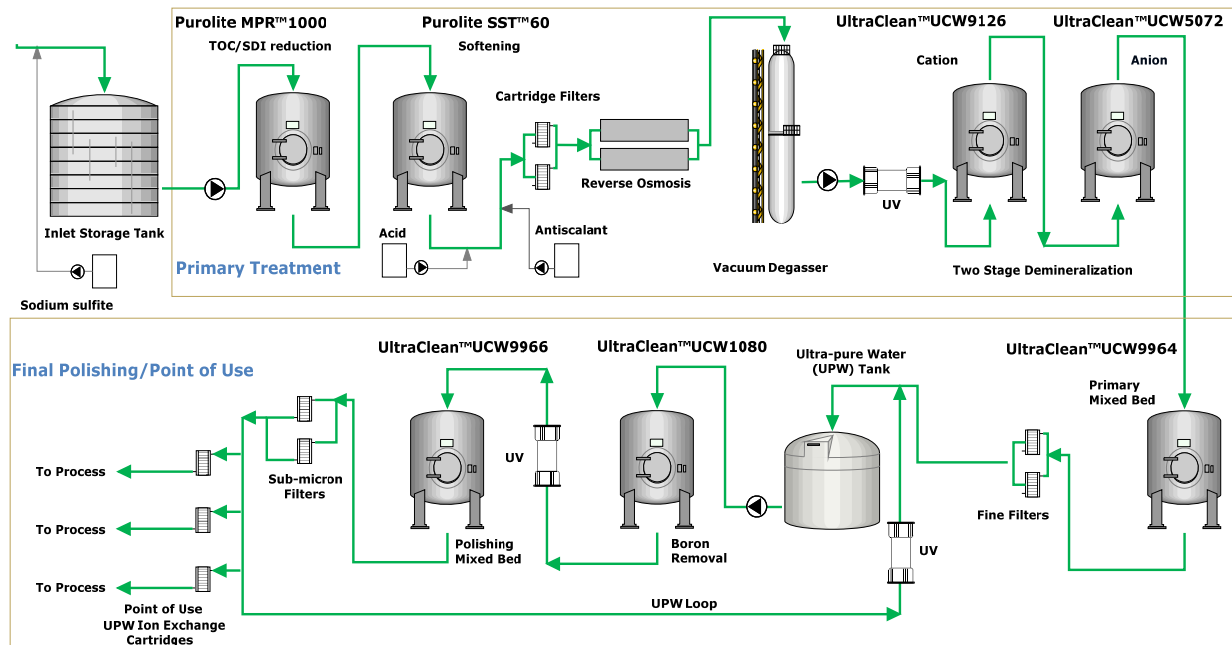 Purolite MPR™1000
TOC/SDI reduction
Purolite SST™60
Softening
UltraClean™UCW9126
Cation
UltraClean™UCW5072
Anion
Cartridge Filters
Reverse Osmosis
UV
Inlet Storage Tank
Acid
Antiscalant
Primary Treatment
Vacuum Degasser
Two Stage Demineralization
Sodium sulfite
Final Polishing/Point of Use
UltraClean™UCW9966
UltraClean™UCW1080
Ultra-pure Water
(UPW) Tank
UltraClean™UCW9964
Primary
Mixed Bed
UV
To Process
Sub-micron
Filters
To Process
Fine Filters
Polishing
Mixed Bed
Boron
Removal
UV
To Process
Point of Use
UPW Ion Exchange
Cartridges
UPW Loop